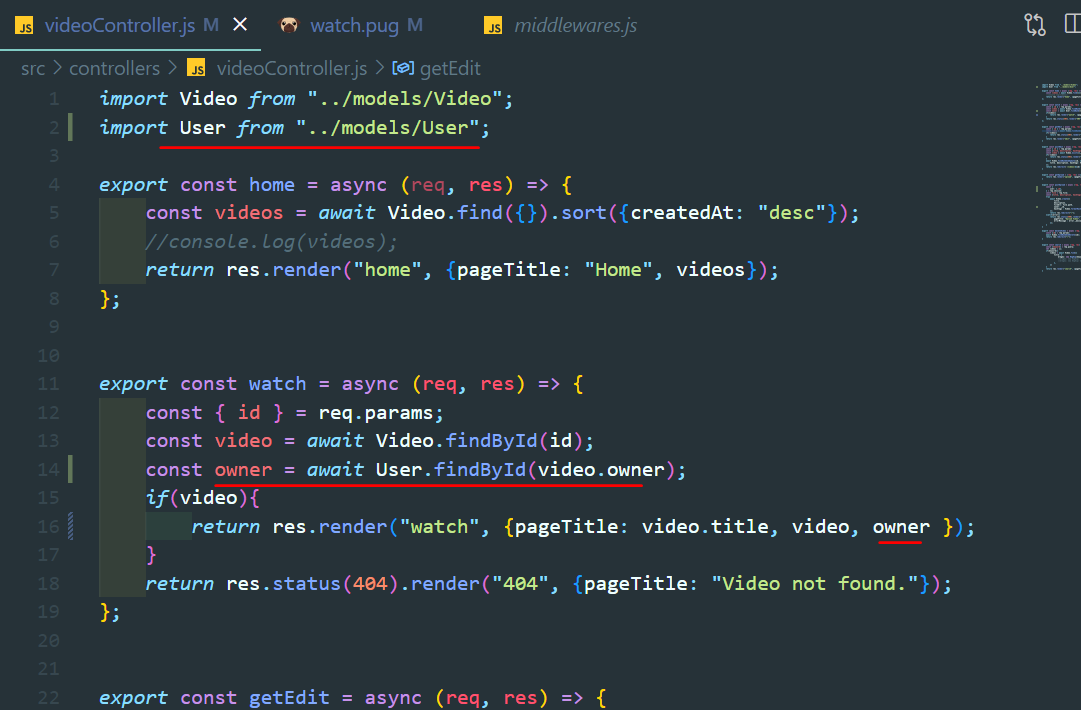 JS videoController.js M × watch.pug M JS middlewares.js
src > controllers > JS videoController.js > getEdit
1 import Video from "../models/Video";
2 import User from "../models/User";
3
4 export const home = async (req, res) => {
5 const videos = await Video.find({}).sort({createdAt: "desc"});
6 //console.log(videos);
7 return res.render("home", {pageTitle: "Home", videos});
8 };
9
10
11 export const watch = async (req, res) => {
12 const { id } = req.params;
13 const video = await Video.findById(id);
14 const owner = await User.findById(video.owner);
15 if(video){
16 return res.render("watch", {pageTitle: video.title, video, owner });
17 }
18 return res.status(404).render("404", {pageTitle: "Video not found."});
19 };
20
21
22 export const getEdit = async (req, res) => {